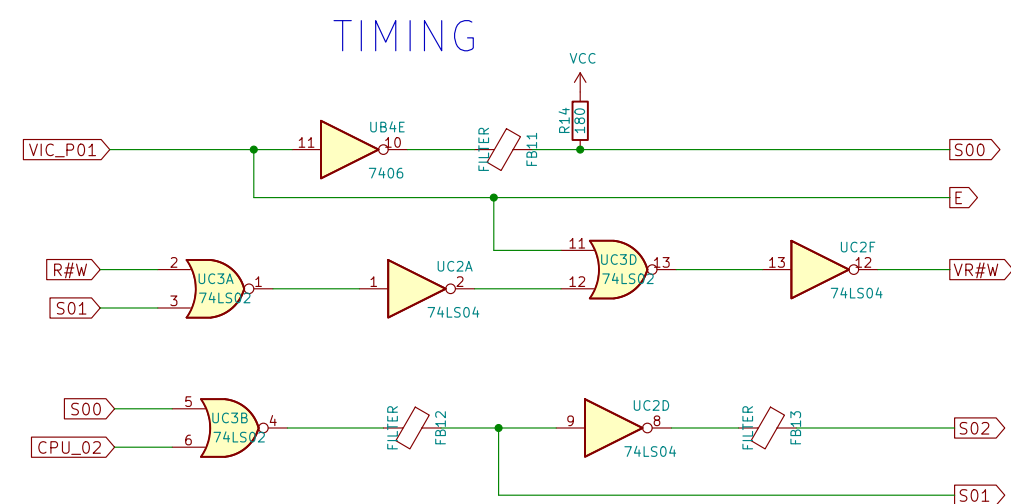 TIMING
VCC
R14
180
VIC_P01
11
UB4E
10
7406
FILTER
FB11
S00
E
R#W
2
UC3A
1
74LS02
S01
3
UC2A
1
2
74LS04
11
UC3D
13
12
74LS02
UC2F
13
12
74LS04
VR#W
S00
5
UC3B
4
74LS02
CPU_02
6
FILTER
FB12
UC2D
9
8
74LS04
FILTER
FB13
S02
S01